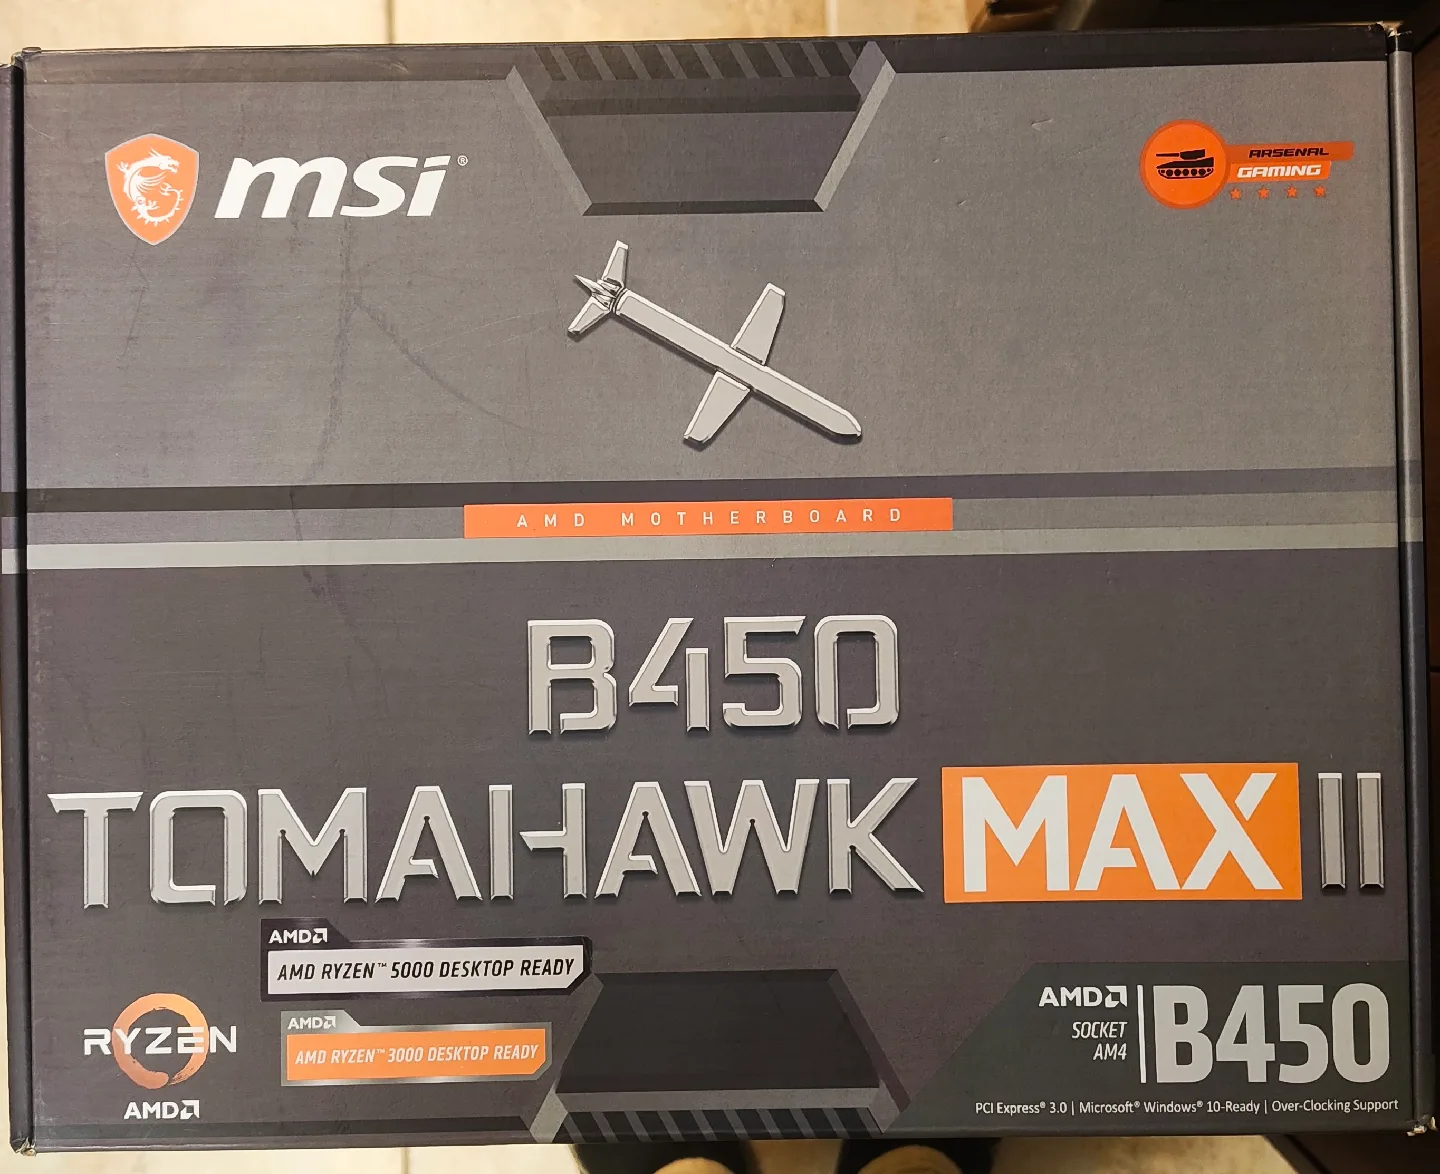 msi®
ARSENAL
GAMING
AMD MOTHERBOARD
B450
TOMAHAWK MAX II
AMD
AMD RYZEN™ 5000 DESKTOP READY
AMD
AMD RYZEN™ 3000 DESKTOP READY
RYZEN
AMD
AMD
SOCKET
AM4
B450
PCI Express® 3.0 | Microsoft® Windows® 10-Ready | Over-Clocking Support